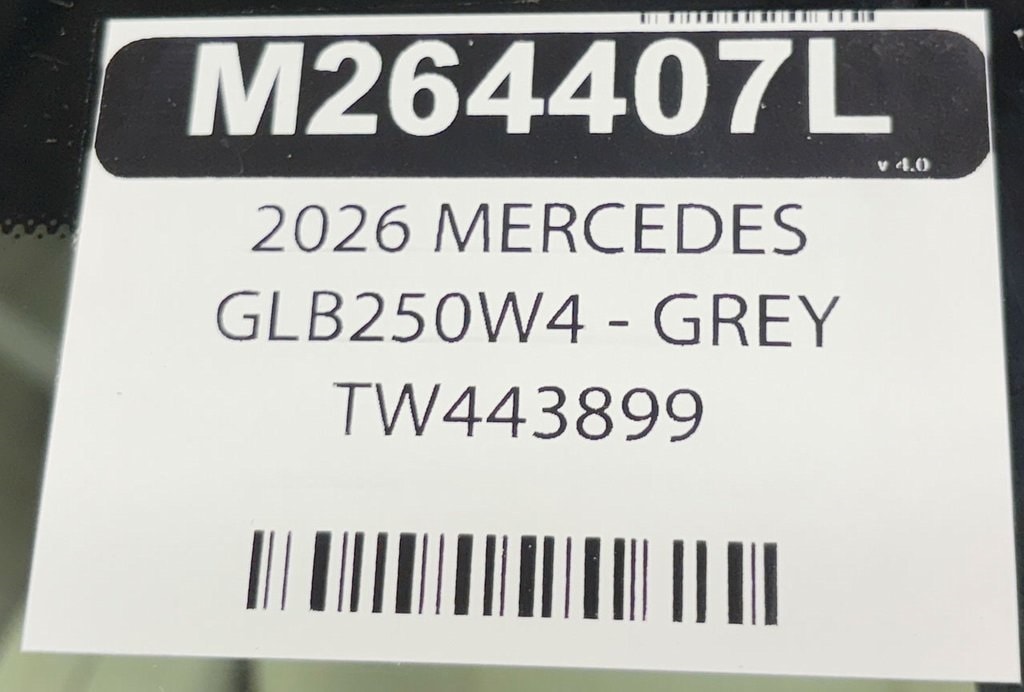 M264407L
v 4.0
2026 MERCEDES
GLB250W4 - GREY
TW443899